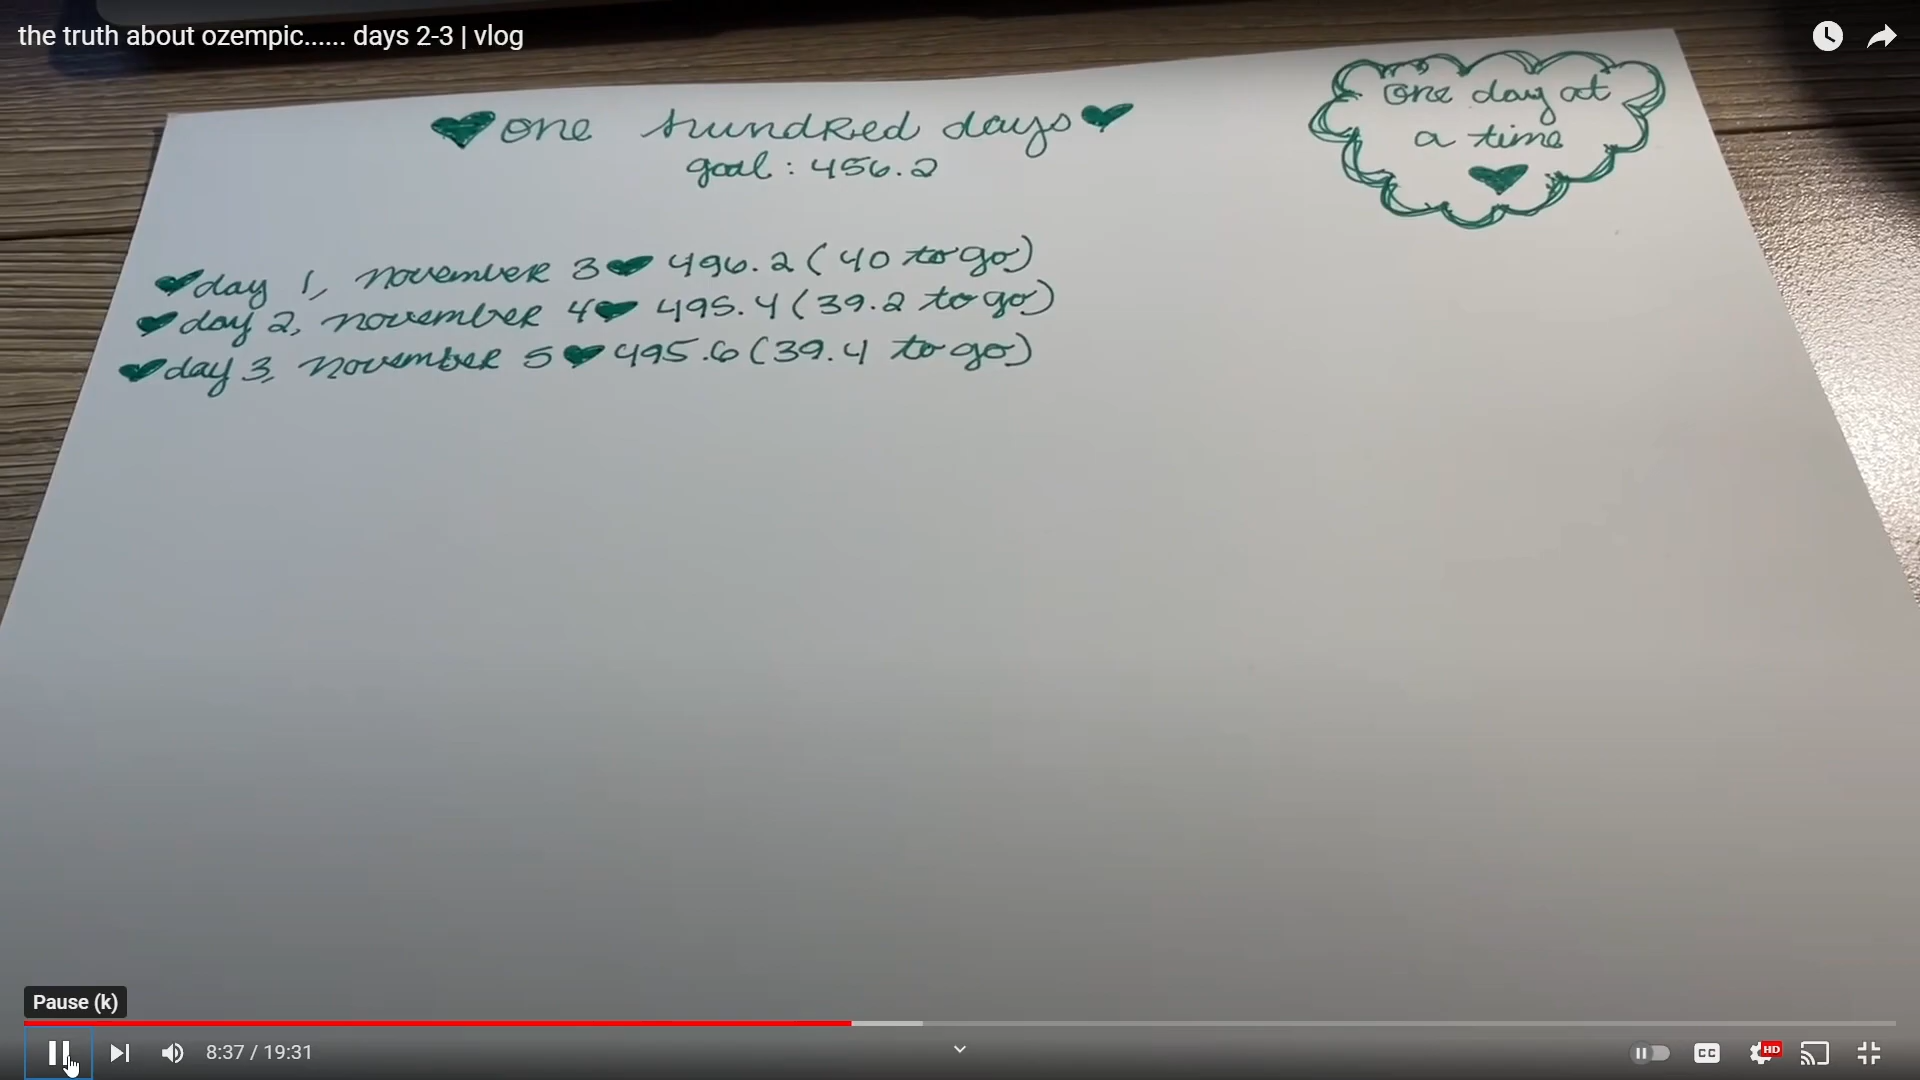 the truth about ozempic...... days 2-3 | vlog
one day at
a time
one hundred days
goal : 456.2
day 1, november 3 496.2 (40 to go)
day 2, november 4 495.4 (39.2 to go)
day 3, november 5 495.6 (39.4 to go)
Pause (k)
8:37 / 19:31
CC
HD